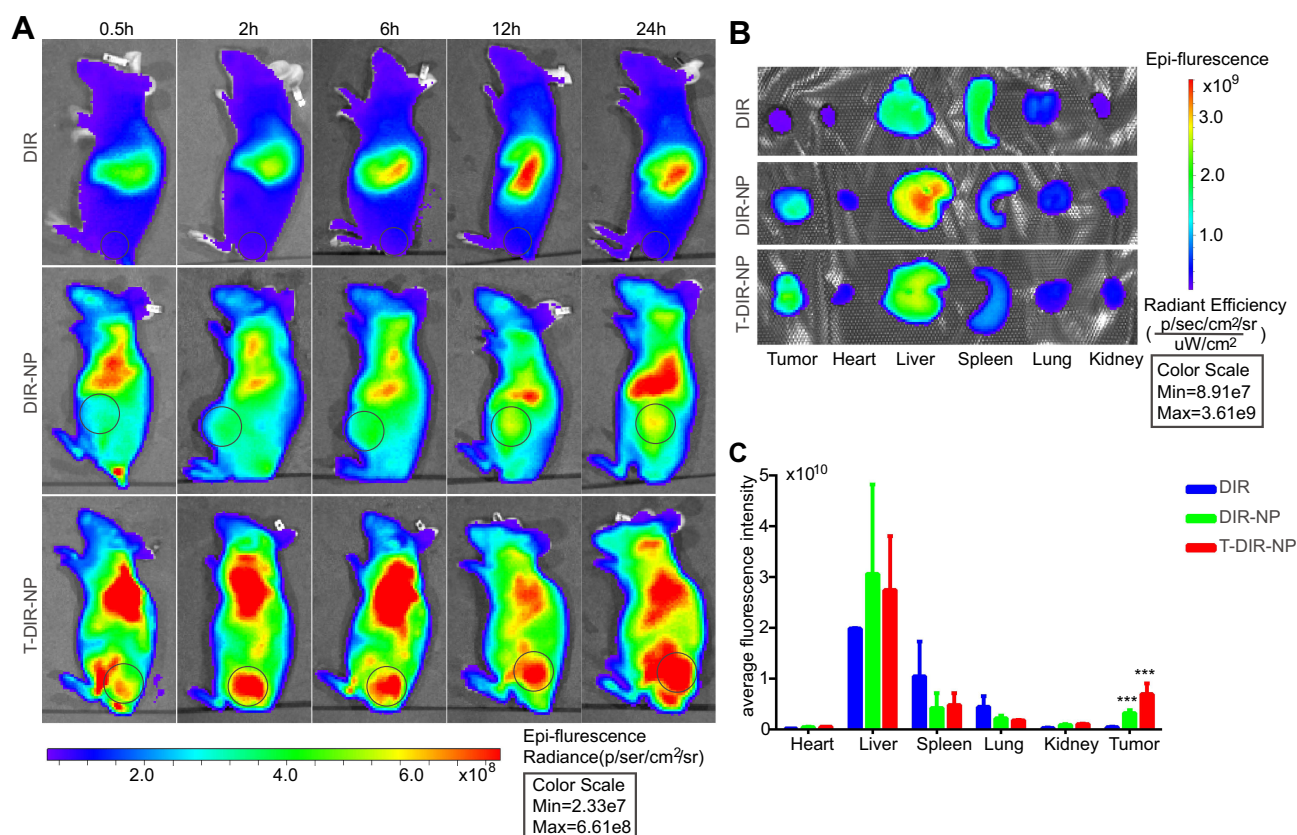 A
0.5h 2h 6h 12h 24h
DIR
DIR-NP
T-DIR-NP
2.0 4.0 6.0 x10⁸
Epi-flurescence
Radiance(p/ser/cm²/sr)
Color Scale
Min=2.33e7
Max=6.61e8
B
DIR
DIR-NP
T-DIR-NP
Tumor Heart Liver Spleen Lung Kidney
Epi-flurescence
x10⁹
3.0
2.0
1.0
Radiant Efficiency
( p/sec/cm²/sr )
uW/cm²
Color Scale
Min=8.91e7
Max=3.61e9
C
x10¹⁰
average fluorescence intensity
5
4
3
2
1
0
*** ***
Heart Liver Spleen Lung Kidney Tumor
DIR
DIR-NP
T-DIR-NP